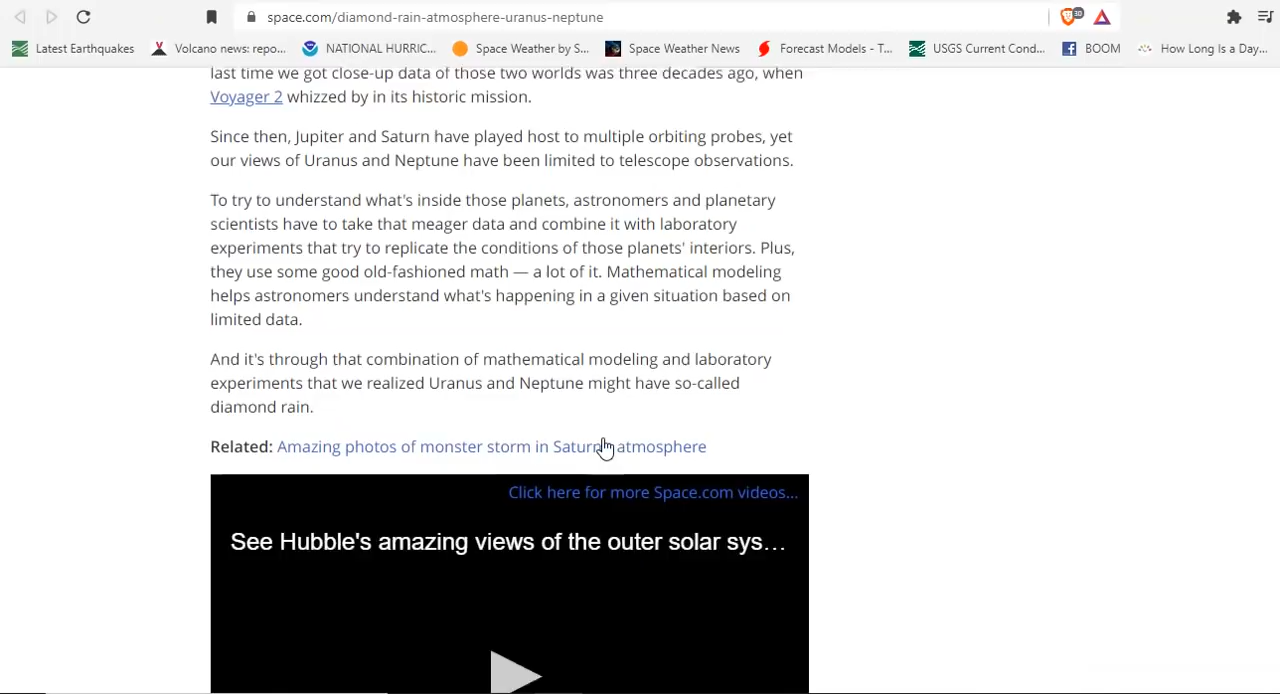 space.com/diamond-rain-atmosphere-uranus-neptune
Latest Earthquakes
Volcano news: repo...
NATIONAL HURRIC...
Space Weather by S...
Space Weather News
Forecast Models - T...
USGS Current Cond...
BOOM
How Long Is a Day...
last time we got close-up data of those two worlds was three decades ago, when
Voyager 2 whizzed by in its historic mission.
Since then, Jupiter and Saturn have played host to multiple orbiting probes, yet
our views of Uranus and Neptune have been limited to telescope observations.
To try to understand what's inside those planets, astronomers and planetary
scientists have to take that meager data and combine it with laboratory
experiments that try to replicate the conditions of those planets' interiors. Plus,
they use some good old-fashioned math — a lot of it. Mathematical modeling
helps astronomers understand what's happening in a given situation based on
limited data.
And it's through that combination of mathematical modeling and laboratory
experiments that we realized Uranus and Neptune might have so-called
diamond rain.
Related: Amazing photos of monster storm in atmosphere
Click here for more Space.com videos...
See Hubble's amazing views of the outer solar sys…